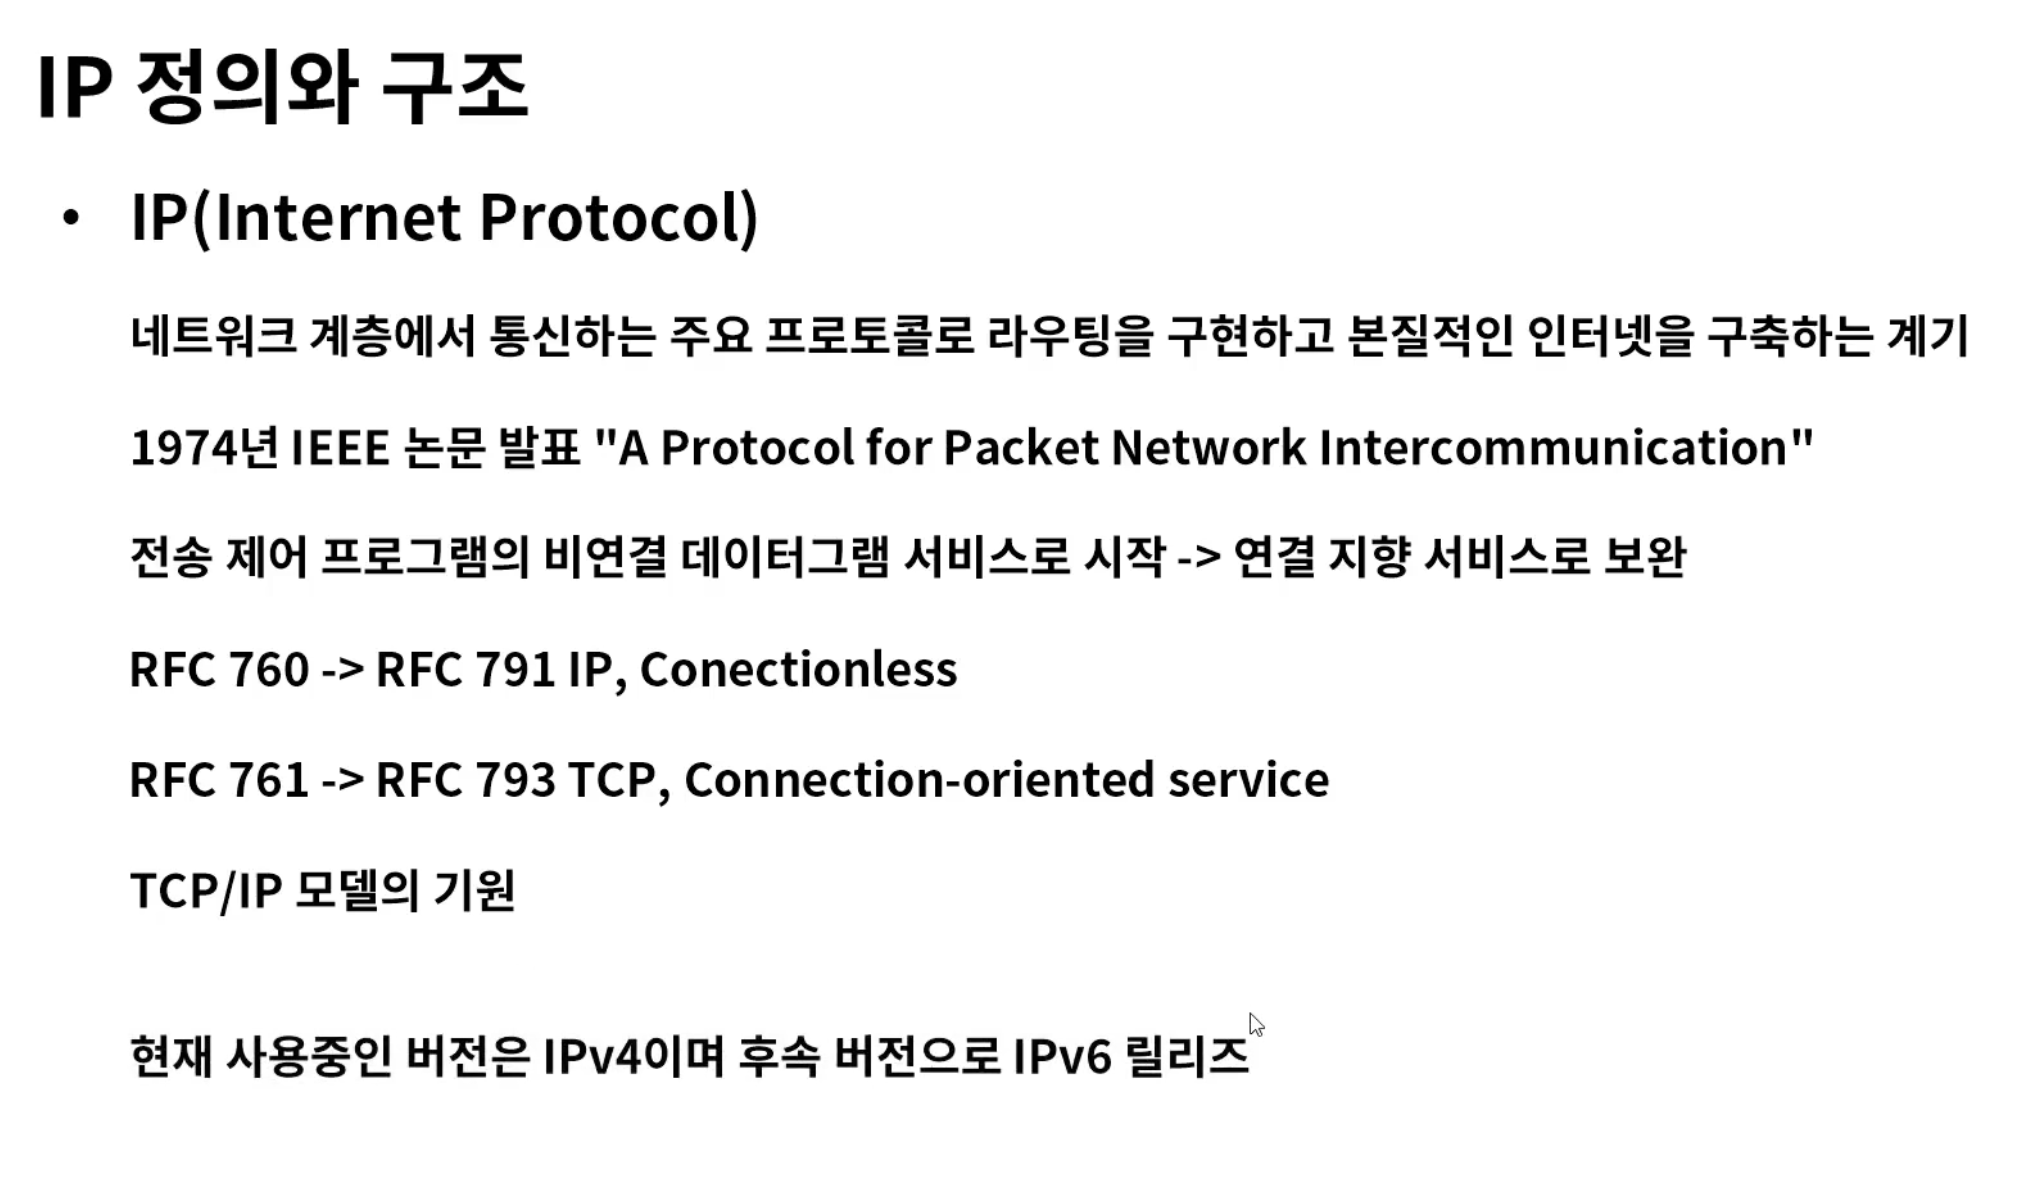 IP 정의와 구조
• IP(Internet Protocol)
네트워크 계층에서 통신하는 주요 프로토콜로 라우팅을 구현하고 본질적인 인터넷을 구축하는 계기
1974년 IEEE 논문 발표 "A Protocol for Packet Network Intercommunication"
전송 제어 프로그램의 비연결 데이터그램 서비스로 시작 -> 연결 지향 서비스로 보완
RFC 760 -> RFC 791 IP, Conectionless
RFC 761 -> RFC 793 TCP, Connection-oriented service
TCP/IP 모델의 기원
현재 사용중인 버전은 IPv4이며 후속 버전으로 IPv6 릴리즈